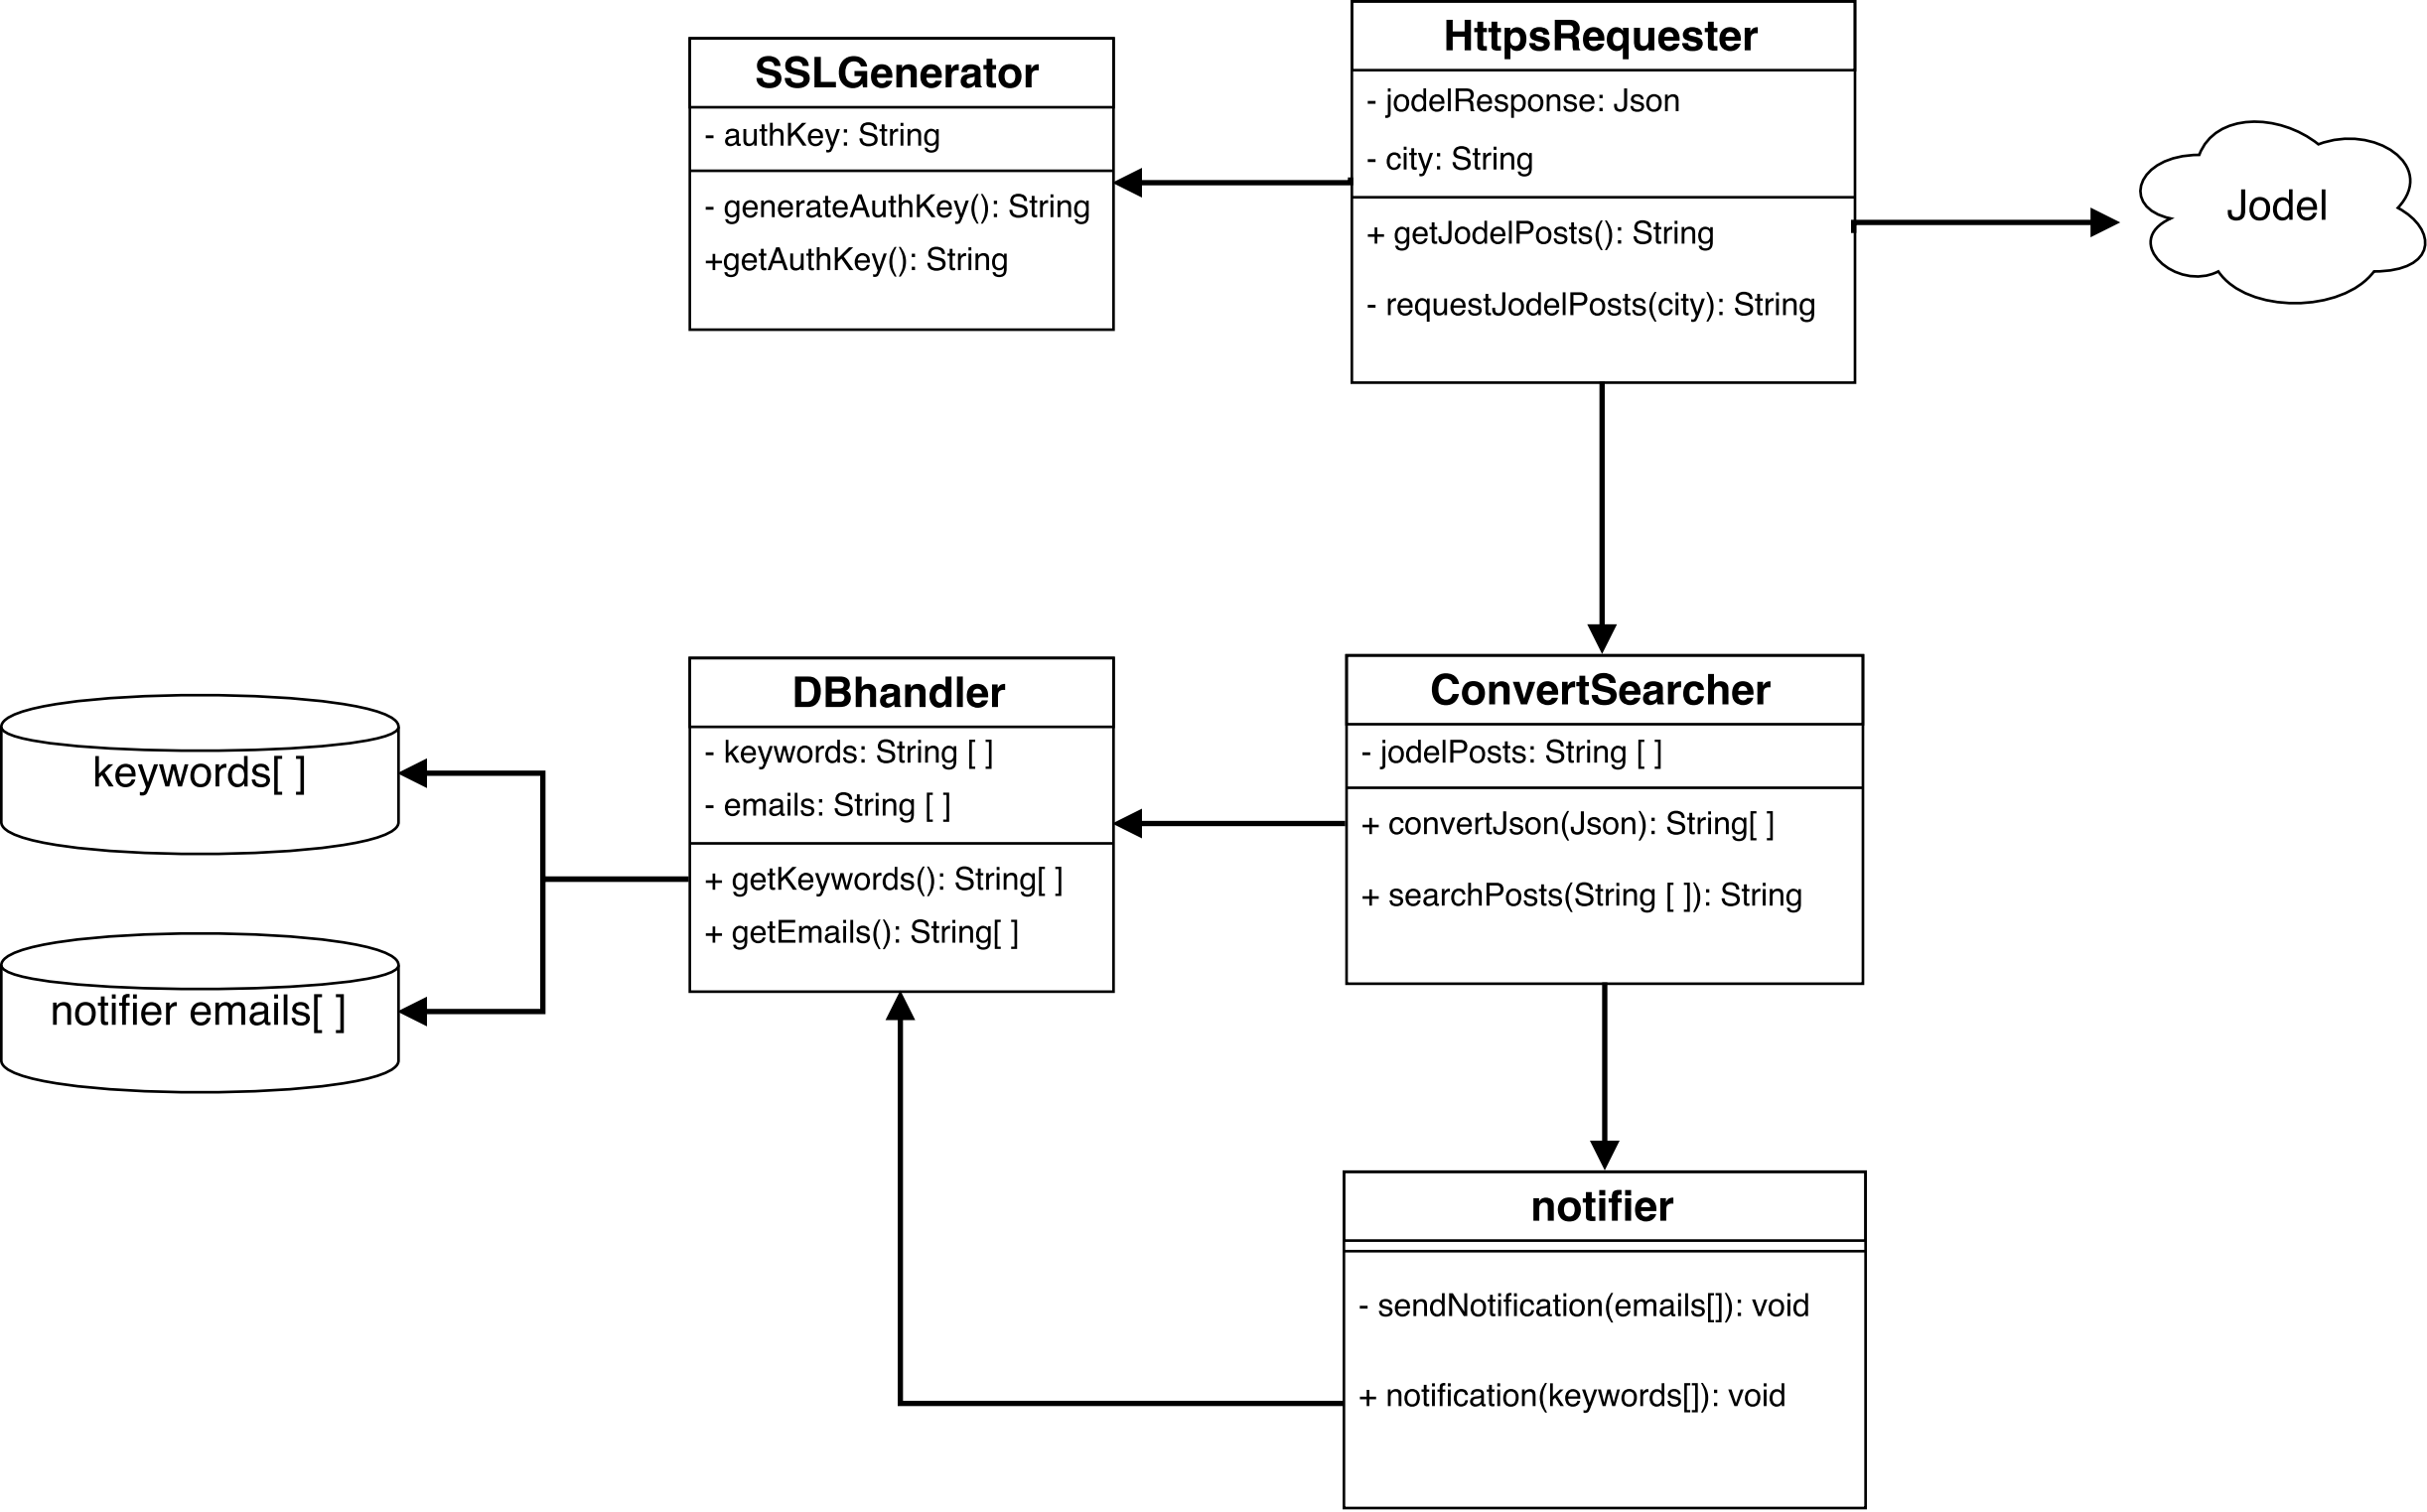 SSLGenerator
- authKey: String
- generateAuthKey(): String
+getAuthKey(): String
HttpsRequester
- jodelResponse: Json
- city: String
+ getJodelPosts(): String
- requestJodelPosts(city): String
Jodel
keywords[ ]
notifier emails[ ]
DBhandler
- keywords: String [ ]
- emails: String [ ]
+ getKeywords(): String[ ]
+ getEmails(): String[ ]
ConvertSearcher
- jodelPosts: String [ ]
+ convertJson(Json): String[ ]
+ searchPosts(String [ ]): String
notifier
- sendNotification(emails[]): void
+ notification(keywords[]): void